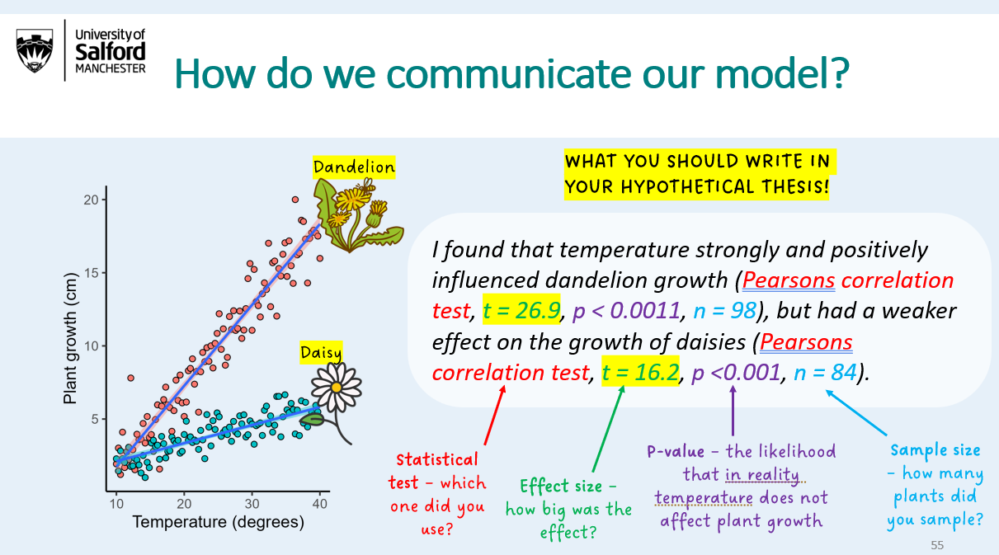 University of
Salford
MANCHESTER
How do we communicate our model?
WHAT YOU SHOULD WRITE IN
YOUR HYPOTHETICAL THESIS!
Dandelion
Daisy
20
15
10
5
Plant growth (cm)
10 20 30 40
Temperature (degrees)
I found that temperature strongly and positively
influenced dandelion growth (Pearsons correlation
test, t = 26.9, p < 0.0011, n = 98), but had a weaker
effect on the growth of daisies (Pearsons
correlation test, t = 16.2, p <0.001, n = 84).
Statistical
test – which
one did you
use?
Effect size –
how big was the
effect?
P-value – the likelihood
that in reality
temperature does not
affect plant growth
Sample size
– how many
plants did
you sample?
55